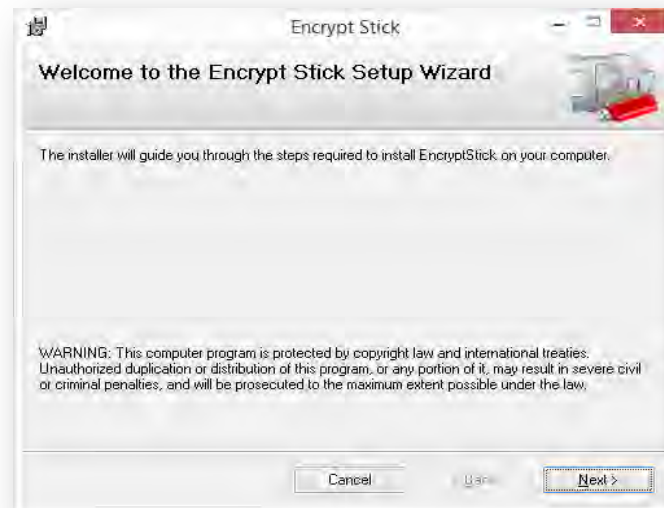 Encrypt Stick
Welcome to the Encrypt Stick Setup Wizard
The installer will guide you through the steps required to install EncryptStick on your computer.
WARNING: This computer program is protected by copyright law and international treaties.
Unauthorized duplication or distribution of this program, or any portion of it, may result in severe civil
or criminal penalties, and will be prosecuted to the maximum extent possible under the law.
Cancel < Back Next >